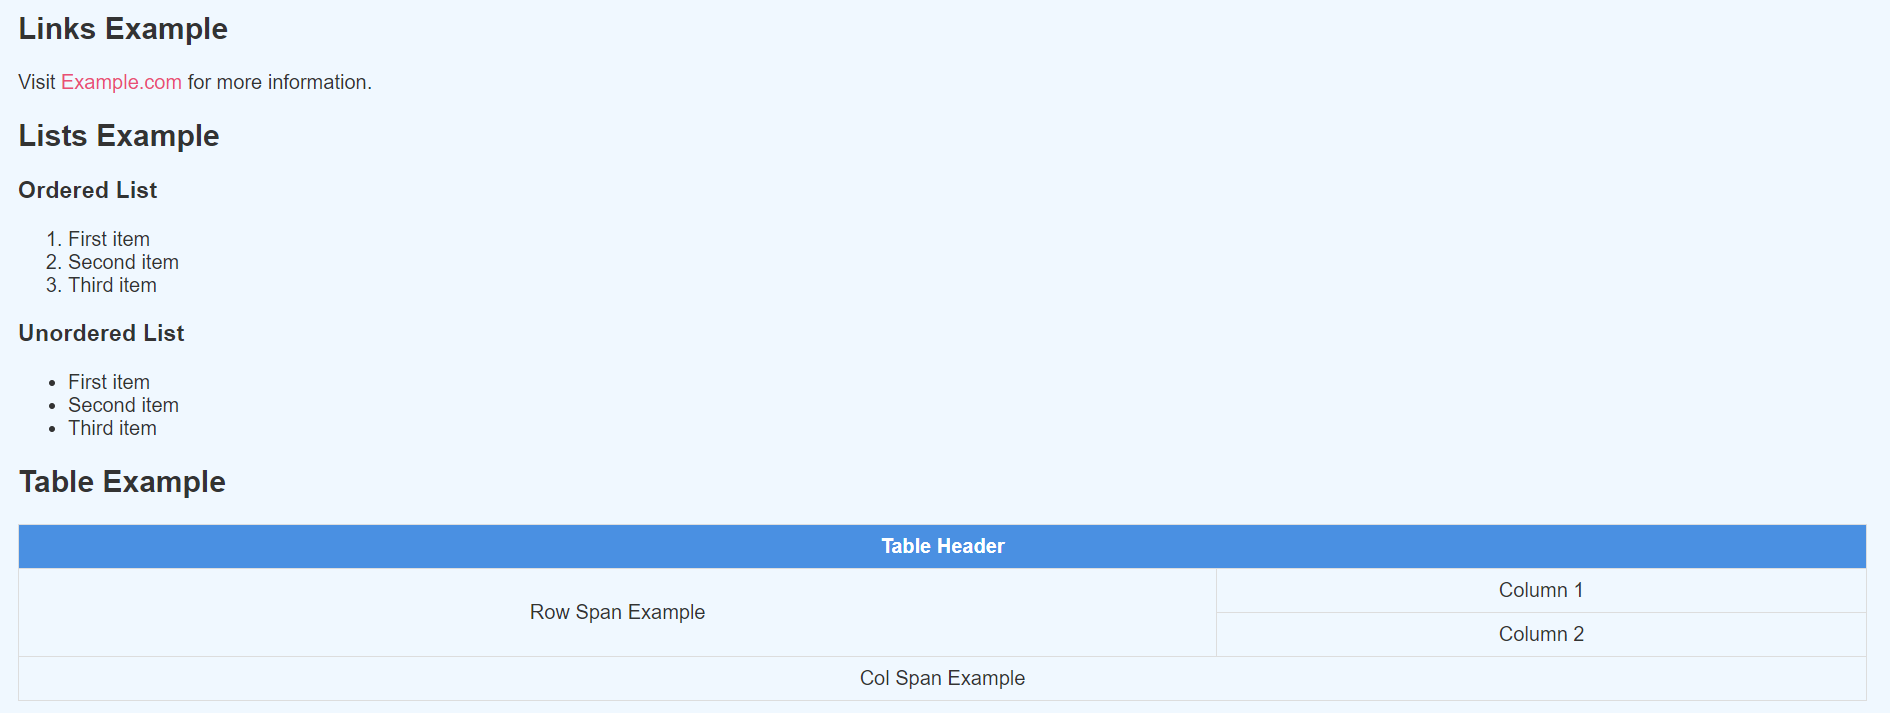 Links Example
Visit Example.com for more information.
Lists Example
Ordered List
1. First item
2. Second item
3. Third item
Unordered List
• First item
• Second item
• Third item
Table Example
Table Header
Row Span Example
Column 1
Column 2
Col Span Example